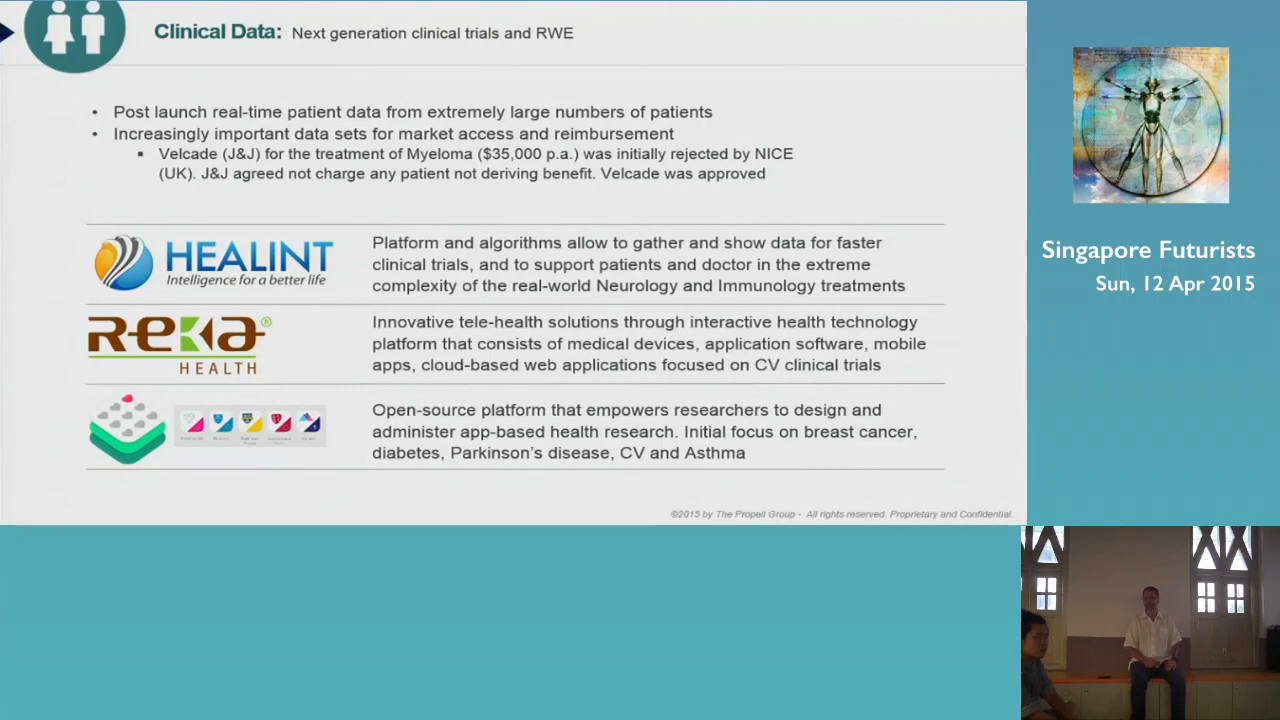 Clinical Data: Next generation clinical trials and RWE
• Post launch real-time patient data from extremely large numbers of patients
• Increasingly important data sets for market access and reimbursement
▪ Velcade (J&J) for the treatment of Myeloma ($35,000 p.a.) was initially rejected by NICE
(UK). J&J agreed not charge any patient not deriving benefit. Velcade was approved
HEALINT
Intelligence for a better life
Platform and algorithms allow to gather and show data for faster
clinical trials, and to support patients and doctor in the extreme
complexity of the real-world Neurology and Immunology treatments
REKA®
HEALTH
Innovative tele-health solutions through interactive health technology
platform that consists of medical devices, application software, mobile
apps, cloud-based web applications focused on CV clinical trials
Open-source platform that empowers researchers to design and
administer app-based health research. Initial focus on breast cancer,
diabetes, Parkinson's disease, CV and Asthma
©2015 by The Propell Group - All rights reserved. Proprietary and Confidential.
Singapore Futurists
Sun, 12 Apr 2015